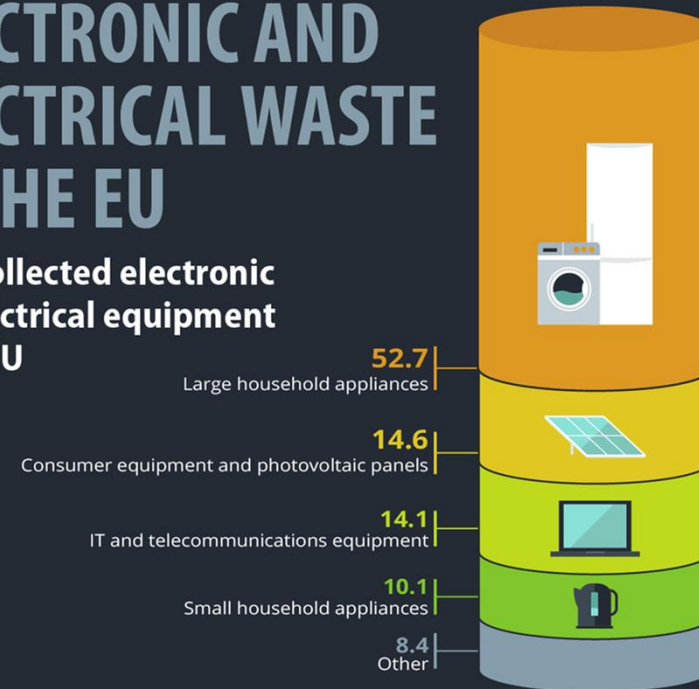 CTRONIC AND
CTRICAL WASTE
HE EU
ollected electronic
ctrical equipment
U
52.7
Large household appliances
14.6
Consumer equipment and photovoltaic panels
14.1
IT and telecommunications equipment
10.1
Small household appliances
8.4
Other